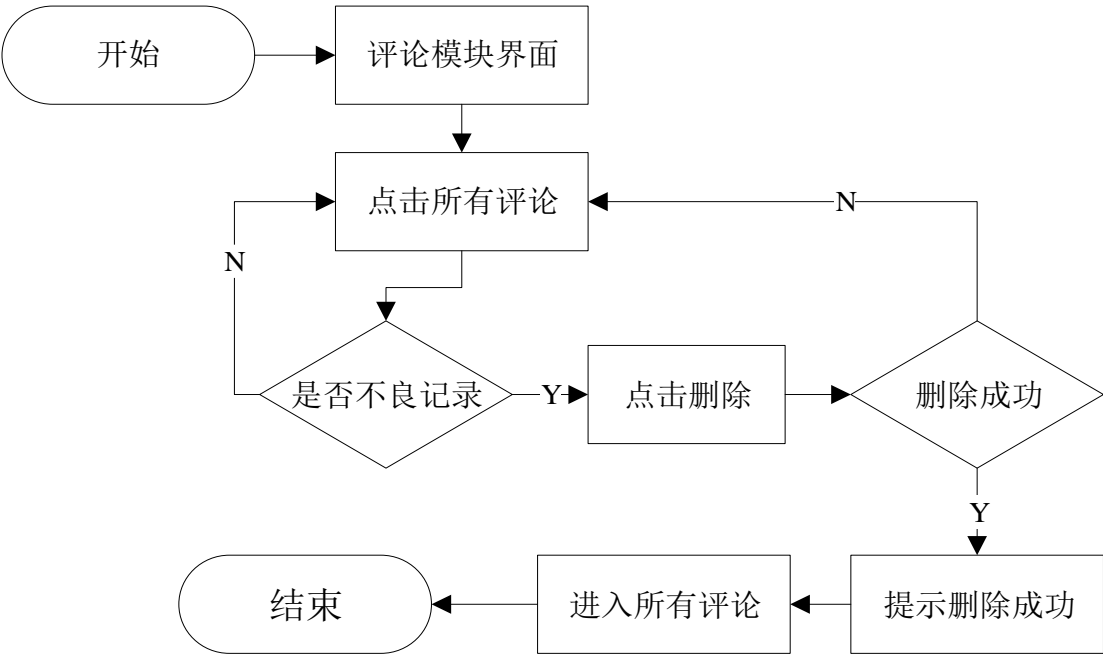 开始
评论模块界面
点击所有评论
N
N
是否不良记录
Y
点击删除
删除成功
Y
结束
进入所有评论
提示删除成功